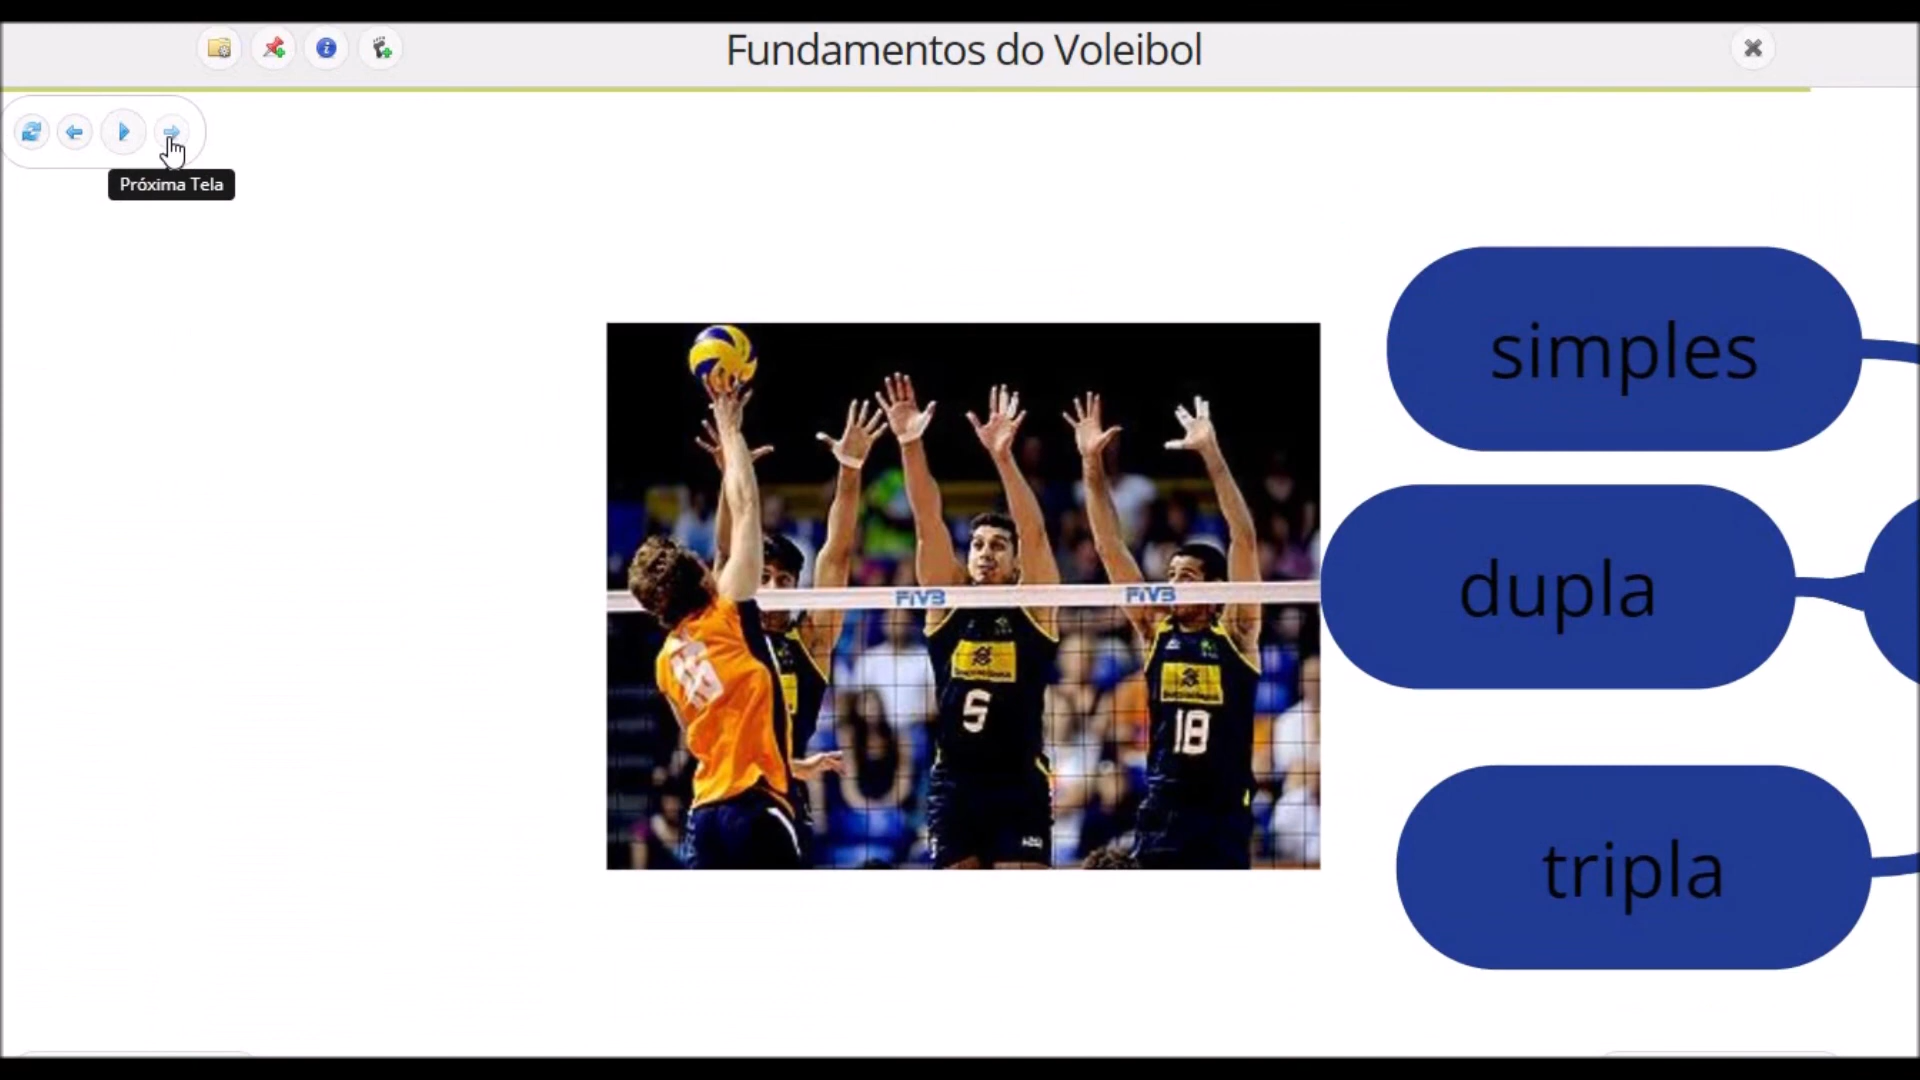 Fundamentos do Voleibol
Próxima Tela
simples
dupla
tripla
FIVB
FIVB
5
18